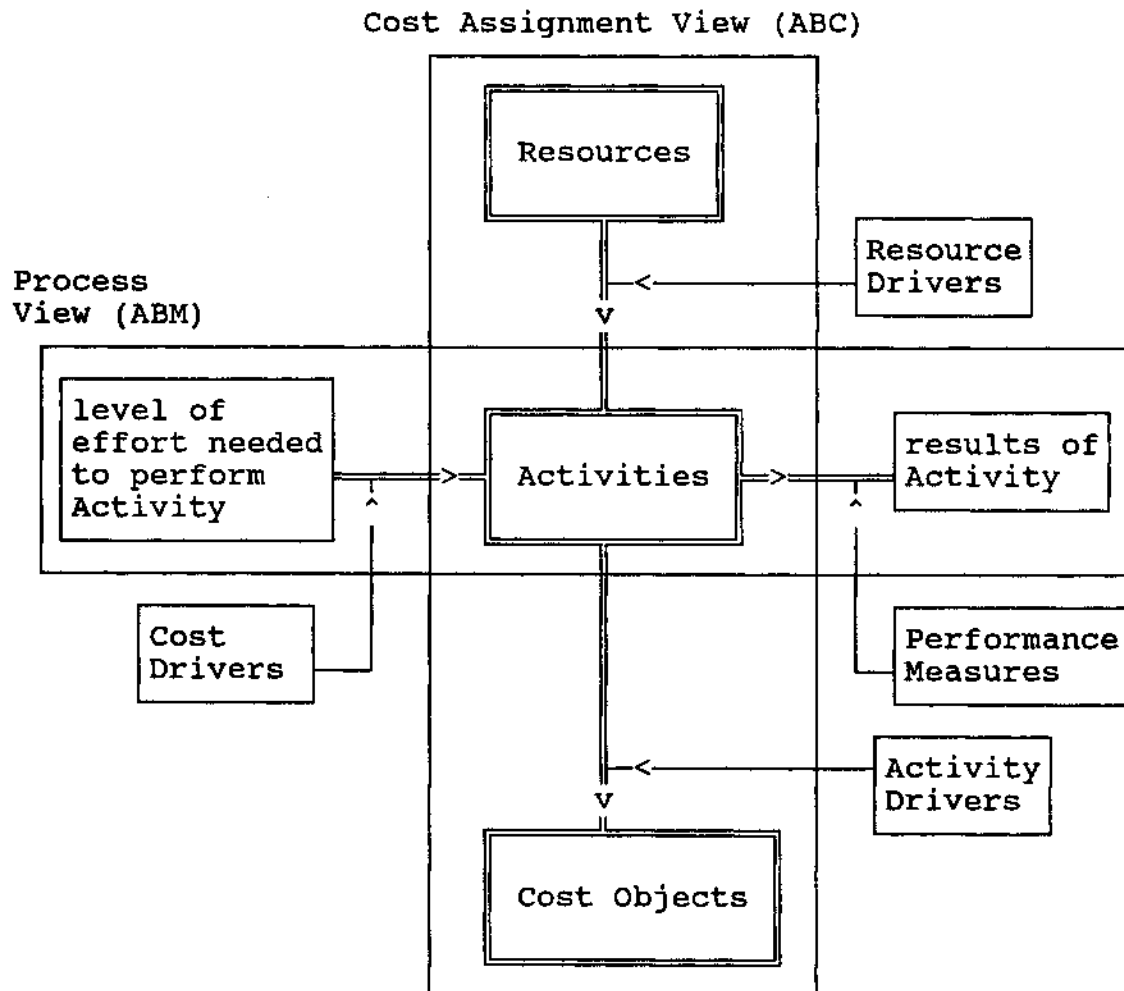 Cost Assignment View (ABC)
Resources
Resource
Drivers
Process
View (ABM)
level of
effort needed
to perform
Activity
Activities
results of
Activity
Cost
Drivers
Performance
Measures
Activity
Drivers
Cost Objects